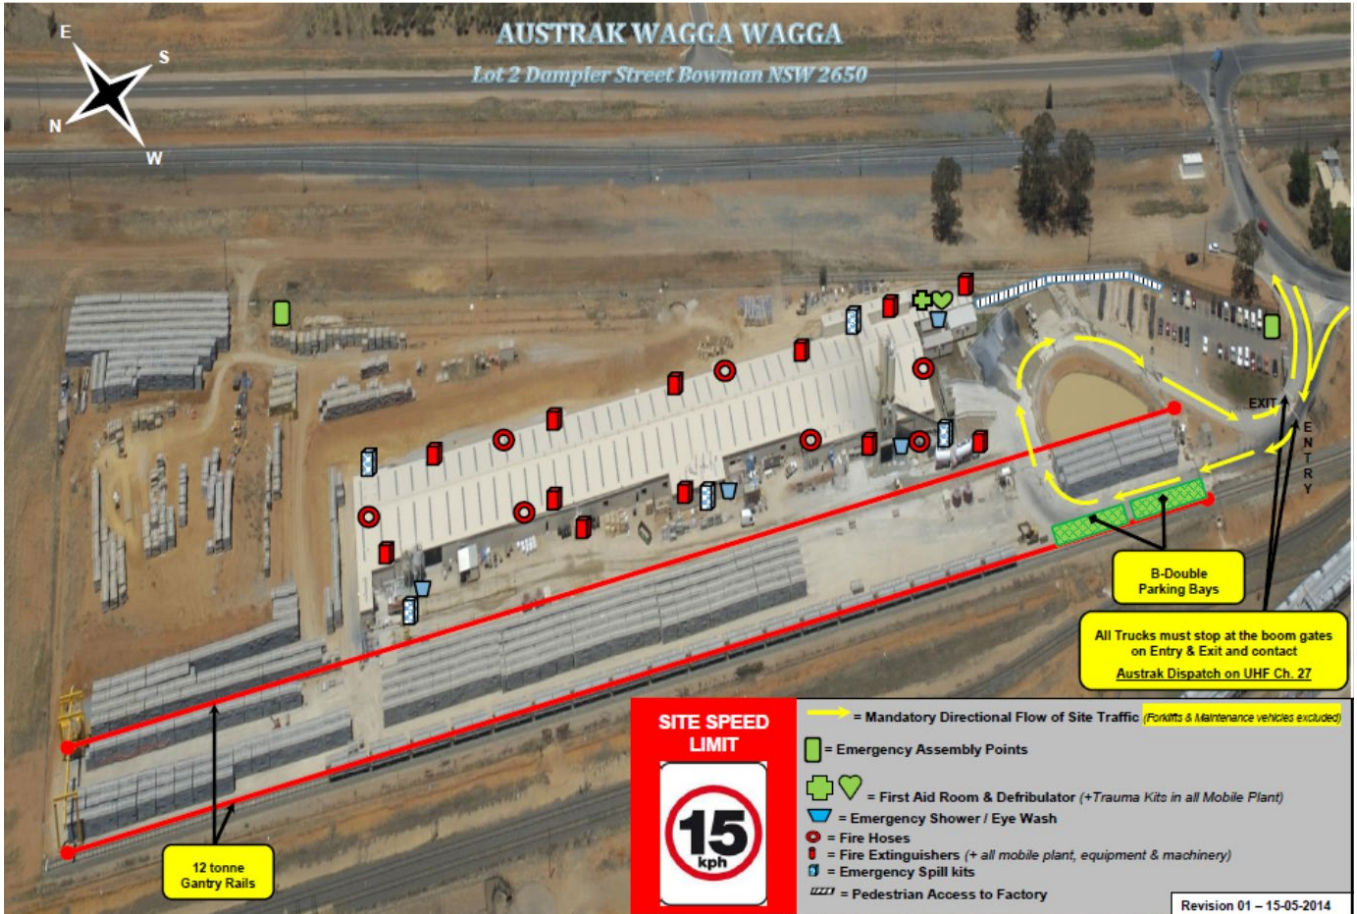 AUSTRAK WAGGA WAGGA
Lot 2 Dampier Street Bowman NSW 2650
E
S
N
W
EXIT
ENTRY
B-Double
Parking Bays
All Trucks must stop at the boom gates
on Entry & Exit and contact
Austrak Dispatch on UHF Ch. 27
12 tonne
Gantry Rails
SITE SPEED
LIMIT
15
kph
= Mandatory Directional Flow of Site Traffic (Forklifts & Maintenance vehicles excluded)
= Emergency Assembly Points
= First Aid Room & Defribulator (+Trauma Kits in all Mobile Plant)
= Emergency Shower / Eye Wash
= Fire Hoses
= Fire Extinguishers (+ all mobile plant, equipment & machinery)
= Emergency Spill kits
= Pedestrian Access to Factory
Revision 01 – 15-05-2014